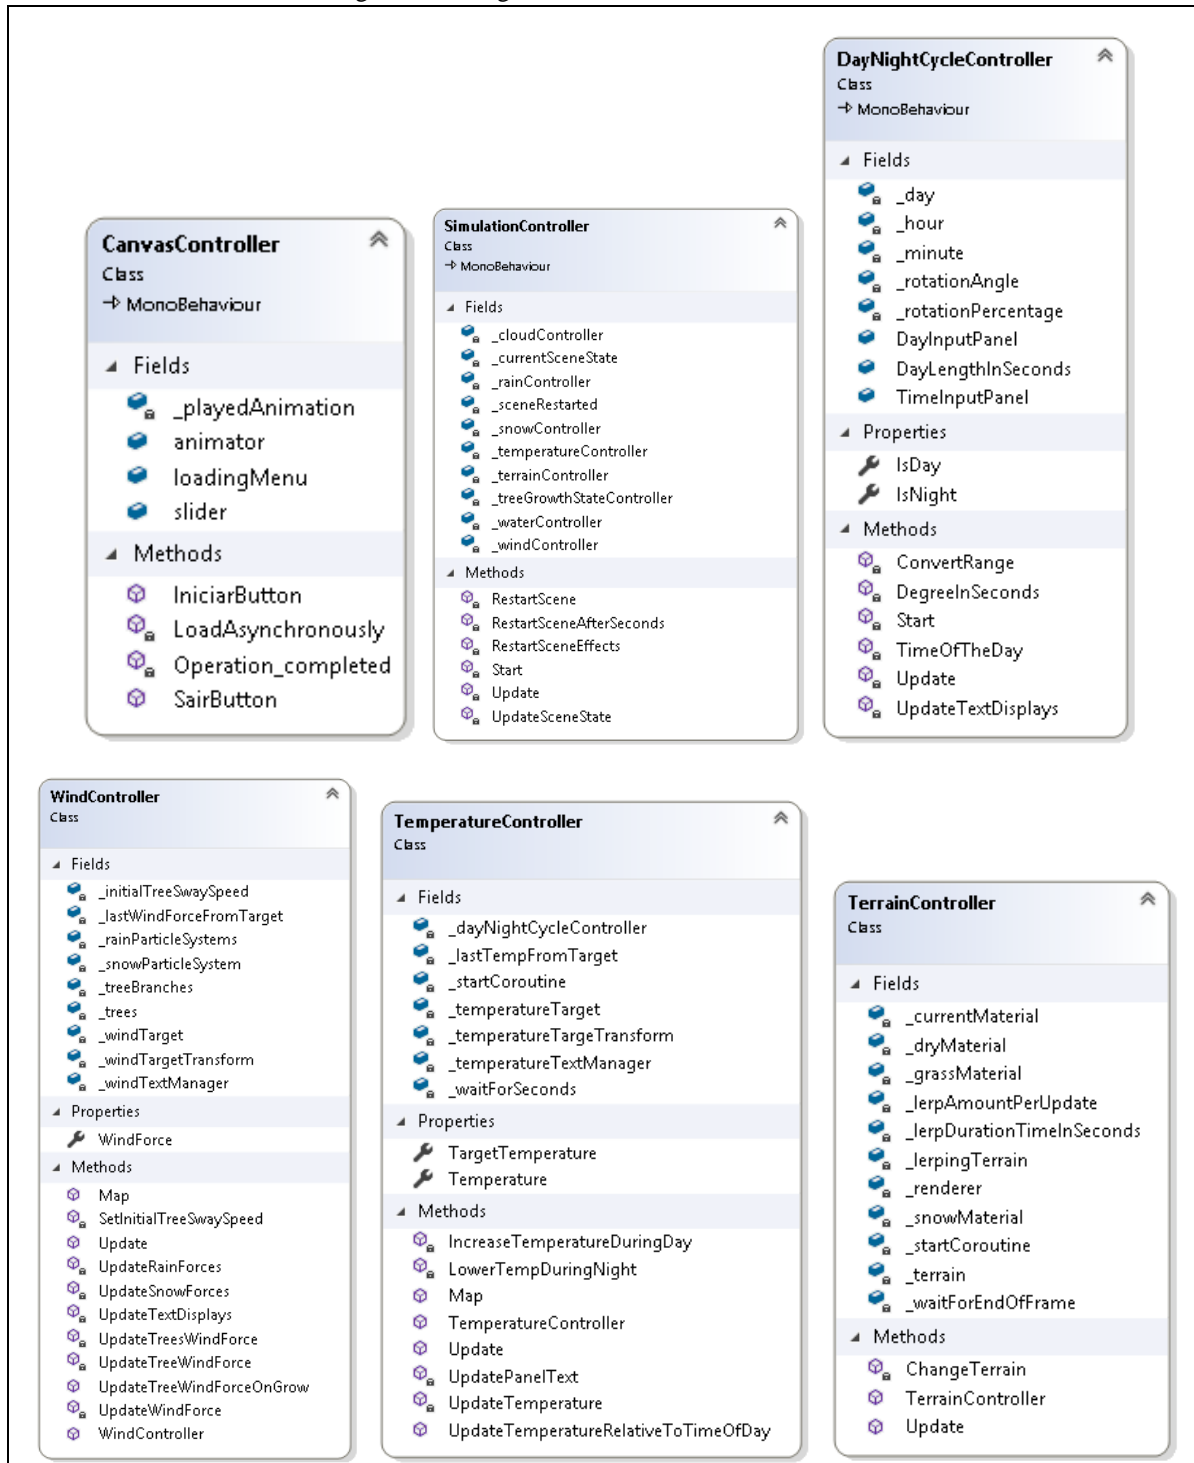 CanvasController
Class
MonoBehaviour
Fields
_playedAnimation
animator
loadingMenu
slider
Methods
IniciarButton
LoadAsynchronously
Operation_completed
SairButton
SimulationController
Class
MonoBehaviour
Fields
_cloudController
_currentSceneState
_rainController
_sceneRestarted
_snowController
_temperatureController
_terrainController
_treeGrowthStateController
_waterController
_windController
Methods
RestartScene
RestartSceneAfterSeconds
RestartSceneEffects
Start
Update
UpdateSceneState
DayNightCycleController
Class
MonoBehaviour
Fields
_day
_hour
_minute
_rotationAngle
_rotationPercentage
DayInputPanel
DayLengthInSeconds
TimeInputPanel
Properties
IsDay
IsNight
Methods
ConvertRange
DegreeInSeconds
Start
TimeOfTheDay
Update
UpdateTextDisplays
WindController
Class
Fields
_initialTreeSwaySpeed
_lastWindForceFromTarget
_rainParticleSystems
_snowParticleSystem
_treeBranches
_trees
_windTarget
_windTargetTransform
_windTextManager
Properties
WindForce
Methods
Map
SetInitialTreeSwaySpeed
Update
UpdateRainForces
UpdateSnowForces
UpdateTextDisplays
UpdateTreesWindForce
UpdateTreeWindForce
UpdateTreeWindForceOnGrow
UpdateWindForce
WindController
TemperatureController
Class
Fields
_dayNightCycleController
_lastTempFromTarget
_startCoroutine
_temperatureTarget
_temperatureTargeTransform
_temperatureTextManager
_waitForSeconds
Properties
TargetTemperature
Temperature
Methods
IncreaseTemperatureDuringDay
LowerTempDuringNight
Map
TemperatureController
Update
UpdatePanelText
UpdateTemperature
UpdateTemperatureRelativeToTimeOfDay
TerrainController
Class
Fields
_currentMaterial
_dryMaterial
_grassMaterial
_lerpAmountPerUpdate
_lerpDurationTimeInSeconds
_lerpingTerrain
_renderer
_snowMaterial
_startCoroutine
_terrain
_waitForEndOfFrame
Methods
ChangeTerrain
TerrainController
Update